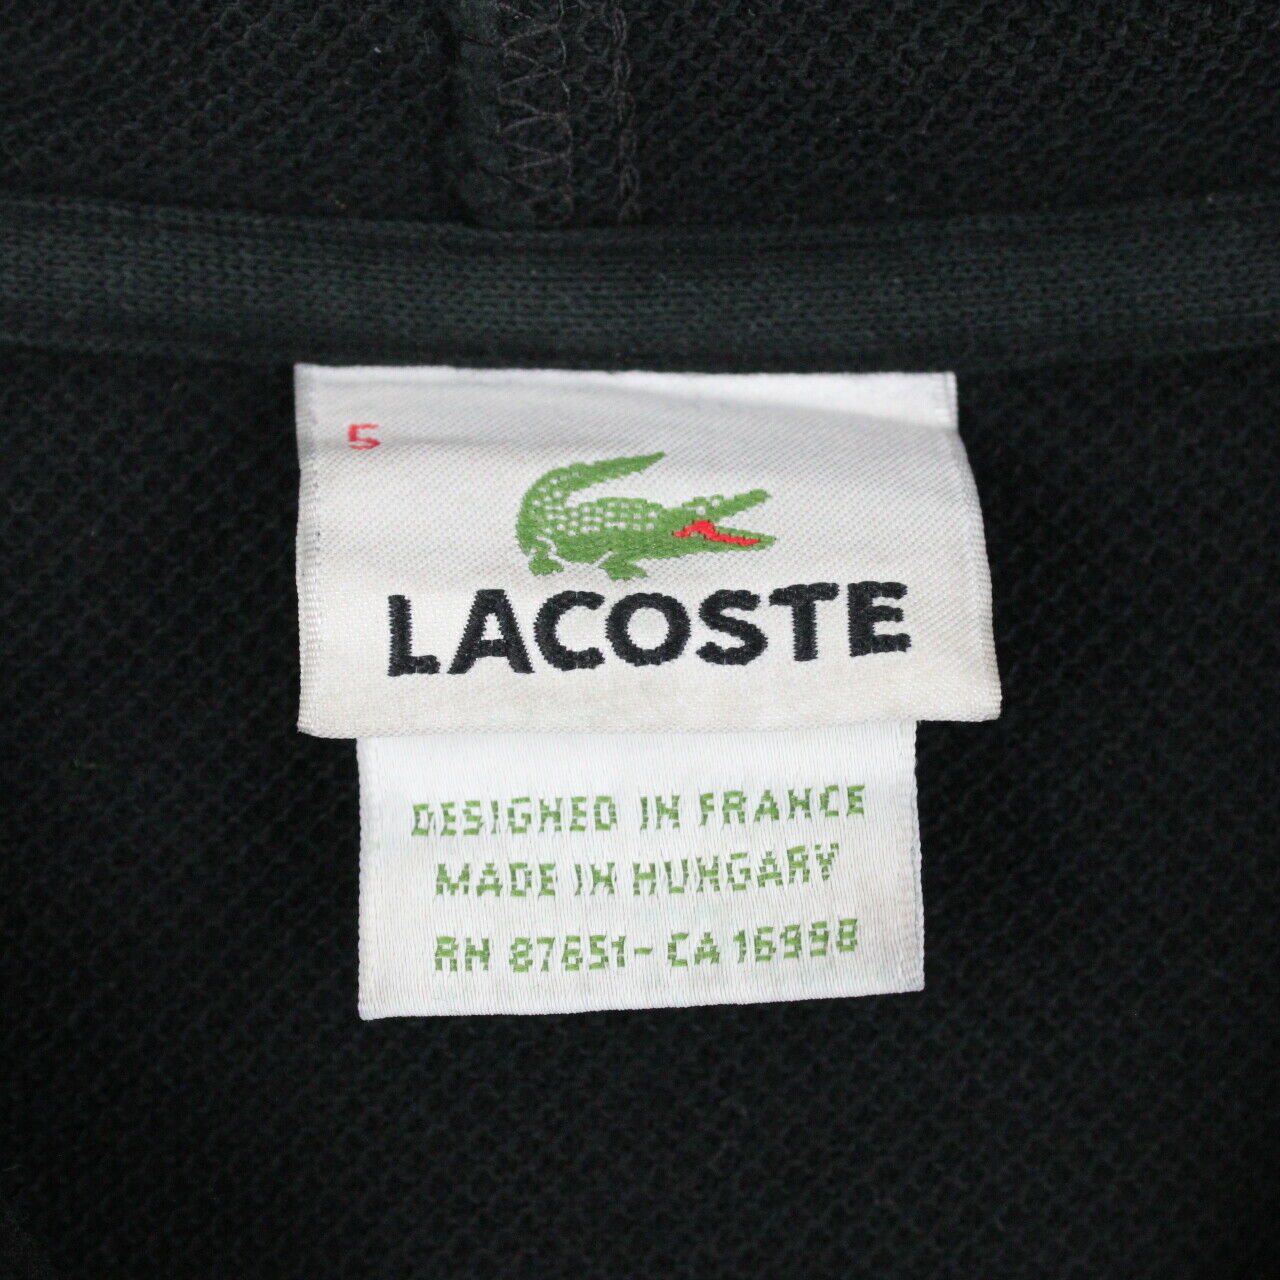 5
LACOSTE
DESIGNED IN FRANCE
MADE IN HUNGARY
RN 87651-CA 16998